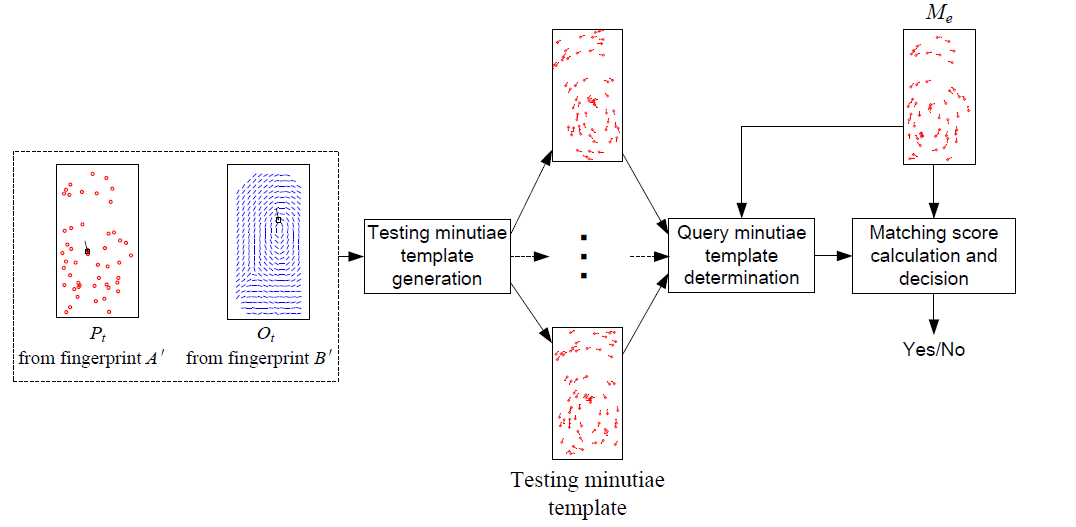 M_e
P_t
from fingerprint A'
O_t
from fingerprint B'
Testing minutiae
template
generation
Query minutiae
template
determination
Matching score
calculation and
decision
Yes/No
Testing minutiae
template